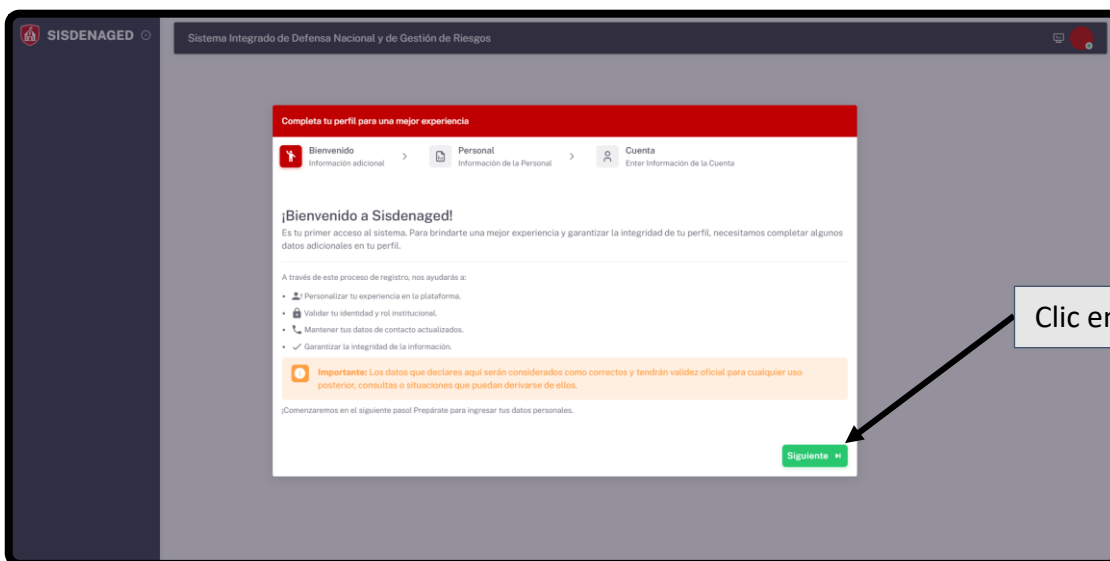 SISDENAGED
Sistema Integrado de Defensa Nacional y de Gestión de Riesgos
Completa tu perfil para una mejor experiencia
Bienvenido
Información adicional
Personal
Información de la Personal
Cuenta
Enter Información de la Cuenta
¡Bienvenido a Sisdenaged!
Es tu primer acceso al sistema. Para brindarte una mejor experiencia y garantizar la integridad de tu perfil, necesitamos completar algunos
datos adicionales en tu perfil.
A través de este proceso de registro, nos ayudarás a:
• Personalizar tu experiencia en la plataforma.
• Validar tu identidad y rol institucional.
• Mantener tus datos de contacto actualizados.
• Garantizar la integridad de la información.
Importante: Los datos que declares aquí serán considerados como correctos y tendrán validez oficial para cualquier uso
posterior, consultas o situaciones que puedan derivarse de ellos.
¡Comenzaremos en el siguiente paso! Prepárate para ingresar tus datos personales.
Siguiente
Clic